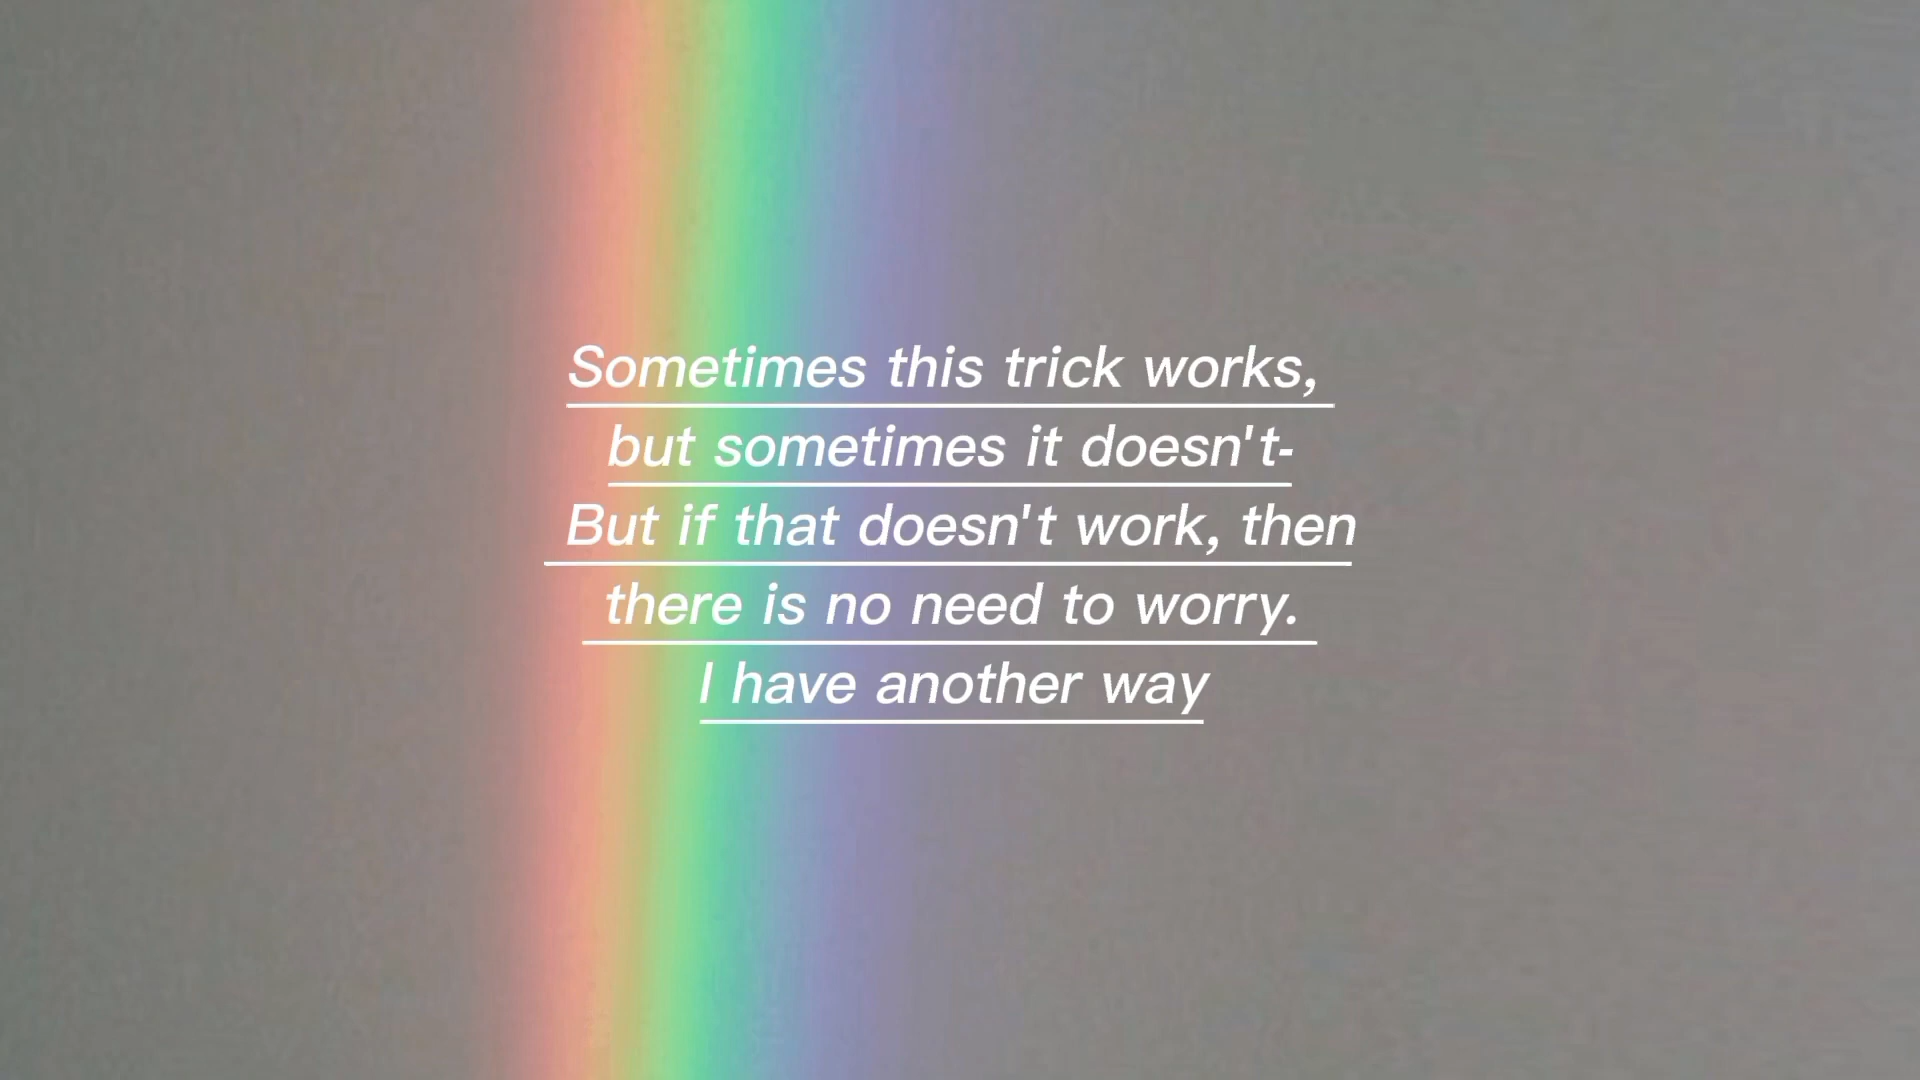 Sometimes this trick works,
but sometimes it doesn't-
But if that doesn't work, then
there is no need to worry.
I have another way